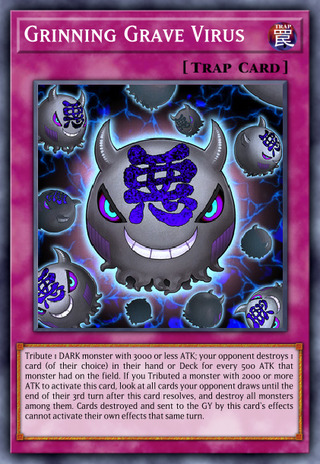 Grinning Grave Virus
TRAP
罠
[Trap Card]
悪
悪
悪
Tribute 1 DARK monster with 3000 or less ATK; your opponent destroys 1
card (of their choice) in their hand or Deck for every 500 ATK that
monster had on the field. If you Tributed a monster with 2000 or more
ATK to activate this card, look at all cards your opponent draws until the
end of their 3rd turn after this card resolves, and destroy all monsters
among them. Cards destroyed and sent to the GY by this card's effects
cannot activate their own effects that same turn.